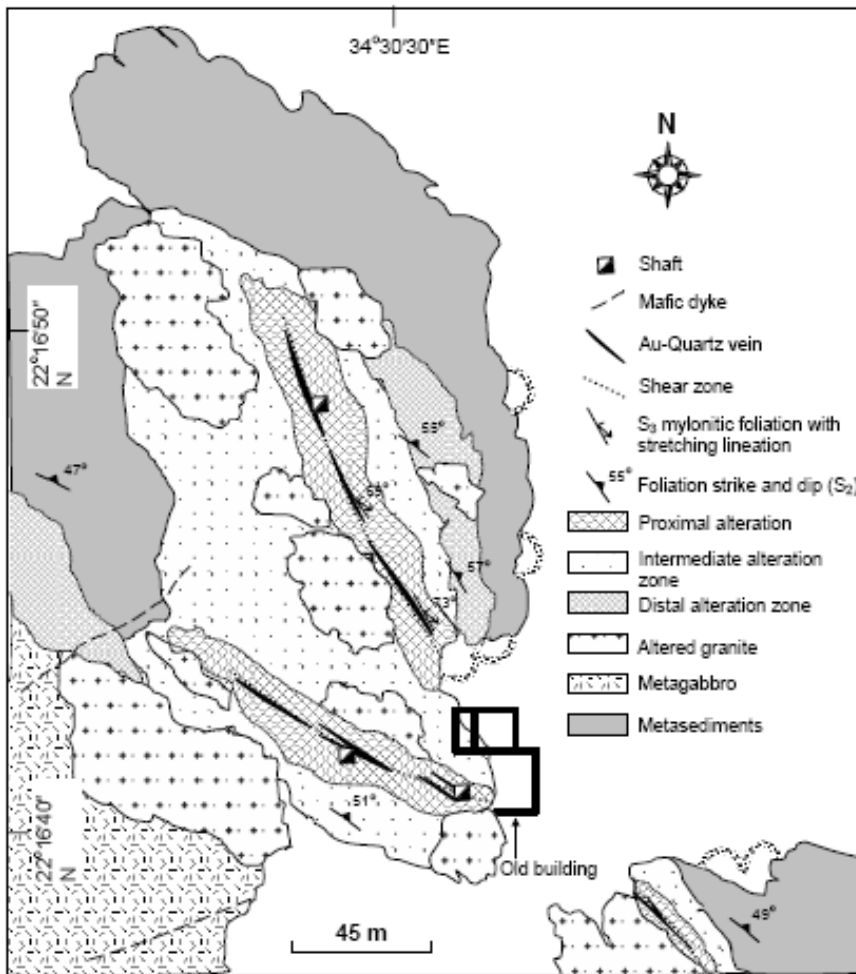 34°30'30"E
N
Shaft
Mafic dyke
Au-Quartz vein
Shear zone
S₃ mylonitic foliation with
stretching lineation
55° Foliation strike and dip (S₂)
Proximal alteration
Intermediate alteration
zone
Distal alteration zone
Altered granite
Metagabbro
Metasediments
22°16'50"
N
47°
57°
73°
51°
22°16'40"
N
Old building
45 m
49°